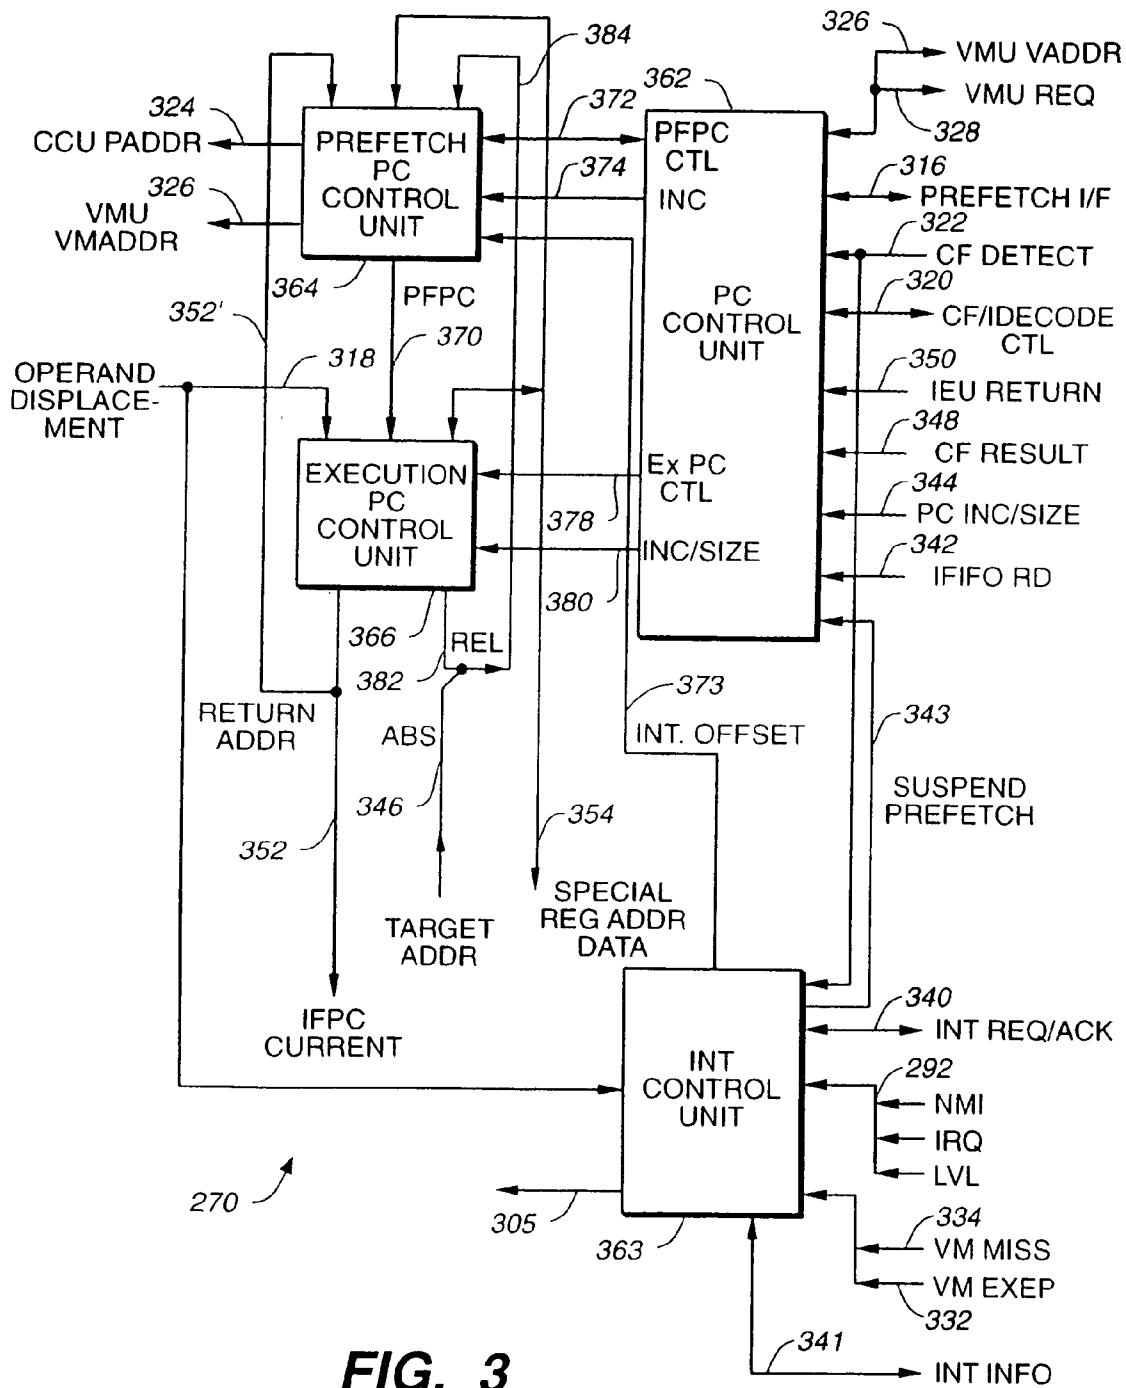 384
326
VMU VADDR
362
324
372
VMU REQ
328
CCU PADDR
PREFETCH
PC
CONTROL
UNIT
PFPC
CTL
374
316
326
INC
PREFETCH I/F
VMU
VMADDR
322
CF DETECT
364
PFPC
352'
PC
CONTROL
UNIT
320
CF/IDECODE
CTL
370
318
OPERAND
DISPLACE-
MENT
350
IEU RETURN
348
CF RESULT
EXECUTION
PC
CONTROL
UNIT
Ex PC
CTL
344
378
PC INC/SIZE
342
INC/SIZE
IFIFO RD
380
366
REL
382
373
RETURN
ADDR
ABS
INT. OFFSET
343
346
SUSPEND
PREFETCH
352
354
SPECIAL
REG ADDR
DATA
TARGET
ADDR
340
IFPC
CURRENT
INT REQ/ACK
INT
CONTROL
UNIT
292
NMI
IRQ
LVL
270
305
334
363
VM MISS
VM EXEP
332
341
INT INFO
FIG. 3